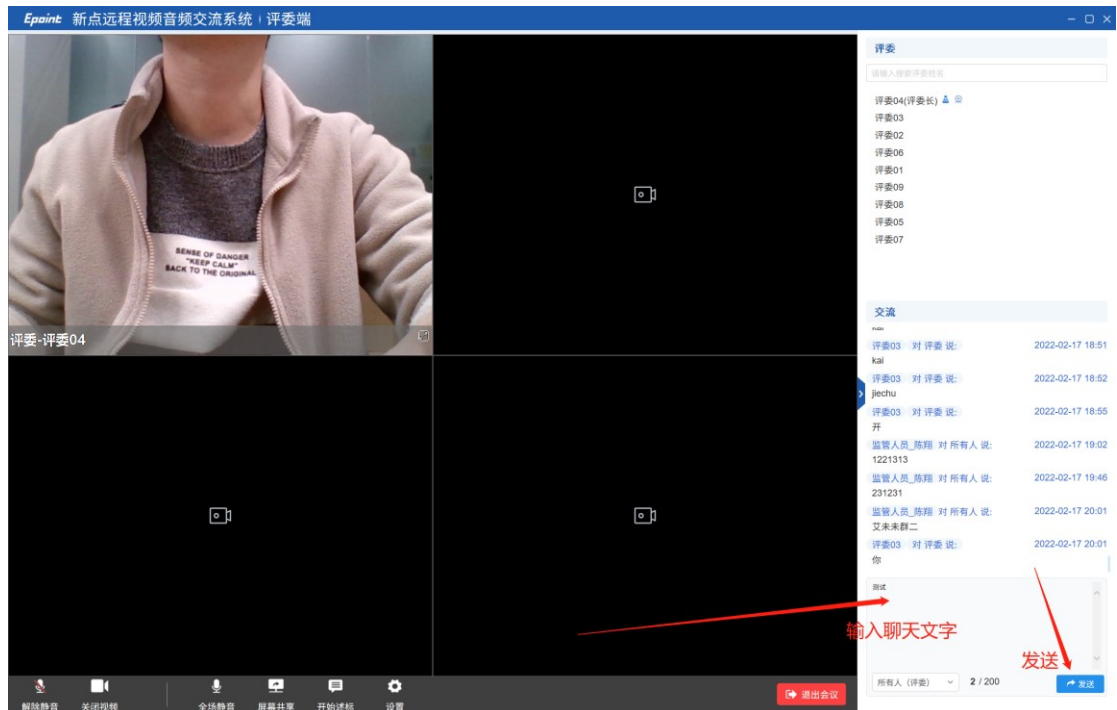 Epoint 新点远程视频音频交流系统 | 评委端
SENSE OF DANGER
"KEEP CALM"
BACK TO THE ORIGINAL
评委-评委04
解除静音
关闭视频
全场静音
屏幕共享
开始述标
设置
退出会议
评委
请输入搜索评委姓名
评委04(评委长)
评委03
评委02
评委06
评委01
评委09
评委08
评委05
评委07
交流
评委03 对 评委 说: 2022-02-17 18:51
kai
评委03 对 评委 说: 2022-02-17 18:52
jiechu
评委03 对 评委 说: 2022-02-17 18:55
开
监管人员_陈翔 对 所有人 说: 2022-02-17 19:02
1221313
监管人员_陈翔 对 所有人 说: 2022-02-17 19:46
231231
监管人员_陈翔 对 所有人 说: 2022-02-17 20:01
艾未未群二
评委03 对 评委 说: 2022-02-17 20:01
你
测试
输入聊天文字
发送
所有人（评委） 2 / 200 发送